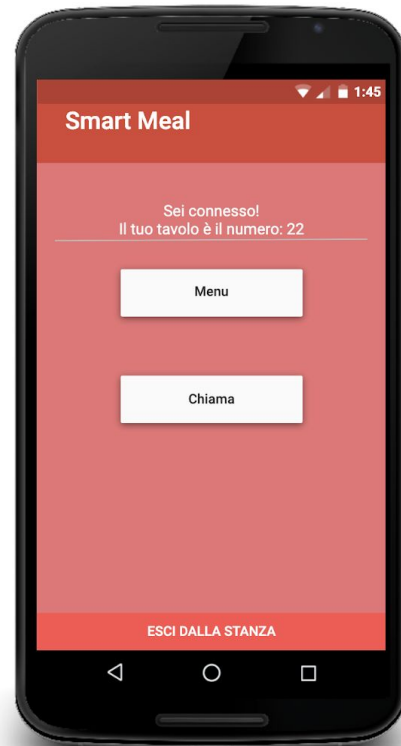 1:45
Smart Meal
Sei connesso!
Il tuo tavolo è il numero: 22
Menu
Chiama
ESCI DALLA STANZA